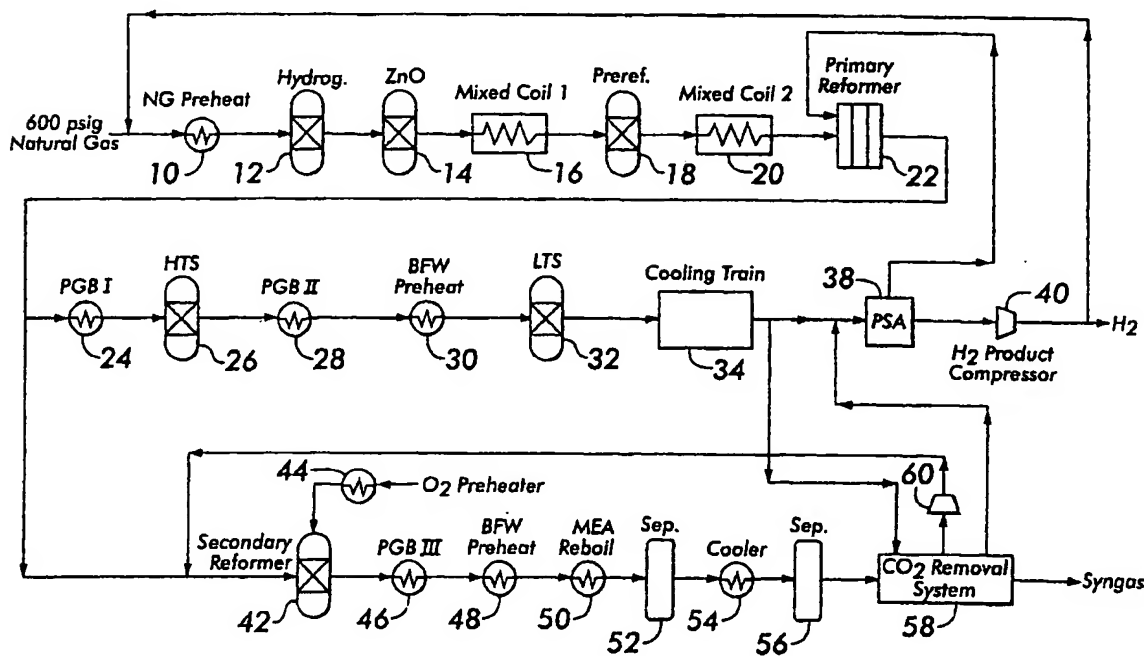 Hydrog.
ZnO
Preref.
Primary
Reformer
NG Preheat
Mixed Coil 1
Mixed Coil 2
600 psig
Natural Gas
10
12
14
16
18
20
22
PGB I
HTS
PGB II
BFW
Preheat
LTS
Cooling Train
38
PSA
40
H2
24
26
28
30
32
34
H2 Product
Compressor
44
O2 Preheater
60
Secondary
Reformer
PGB III
BFW
Preheat
MEA
Reboil
Sep.
Cooler
Sep.
CO2 Removal
System
Syngas
42
46
48
50
52
54
56
58